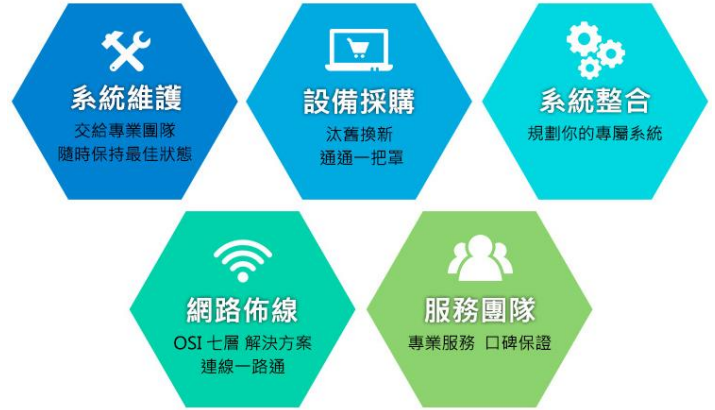 系統維護
交給專業團隊
隨時保持最佳狀態
設備採購
汰舊換新
通通一把罩
系統整合
規劃你的專屬系統
網路佈線
OSI 七層 解決方案
連線一路通
服務團隊
專業服務 口碑保證